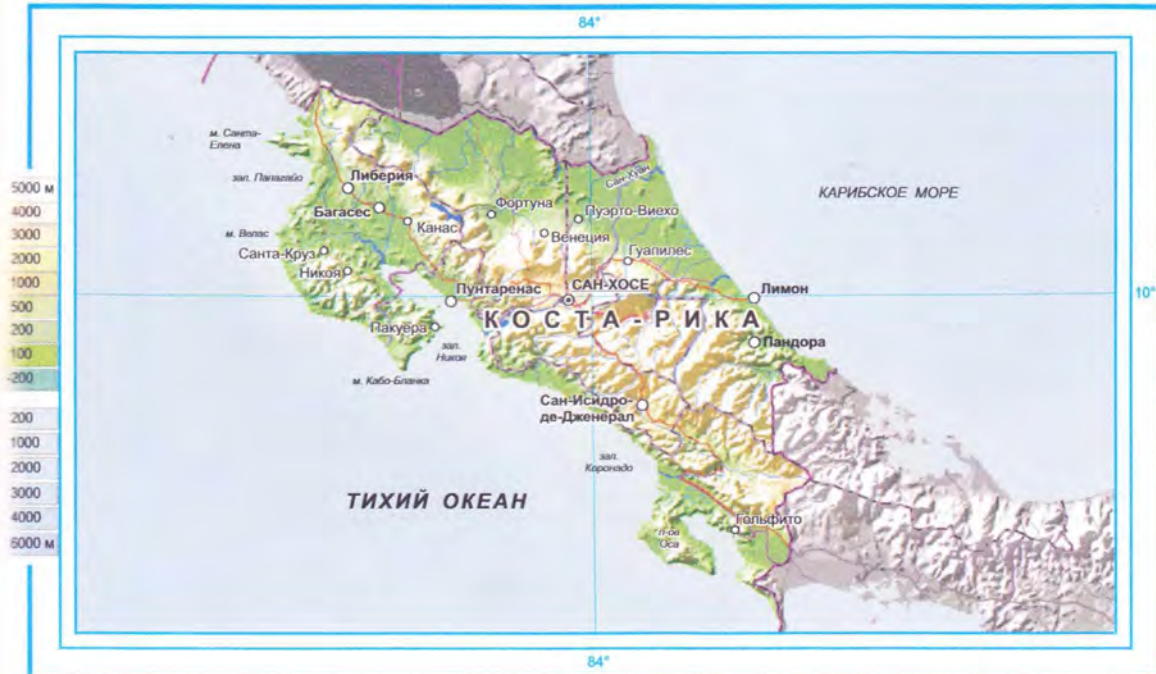 84°
м. Санта-
Елена
зал. Папагайо
Либерия
Багасес
Канас
Фортуна
Пуэрто-Виехо
Сан-Хуан
КАРИБСКОЕ МОРЕ
м. Велас
Венеция
Санта-Круз
Гуапилес
Никоя
Пунтаренас
САН-ХОСЕ
Лимон
10°
КОСТА-РИКА
Пакуера
зал.
Никоя
Пандора
м. Кабо-Бланка
Сан-Исидро-
де-Дженерал
зал.
Коронадо
ТИХИЙ ОКЕАН
Гольфито
п-ов
Оса
84°
5000 м
4000
3000
2000
1000
500
200
100
-200
200
1000
2000
3000
4000
6000 м